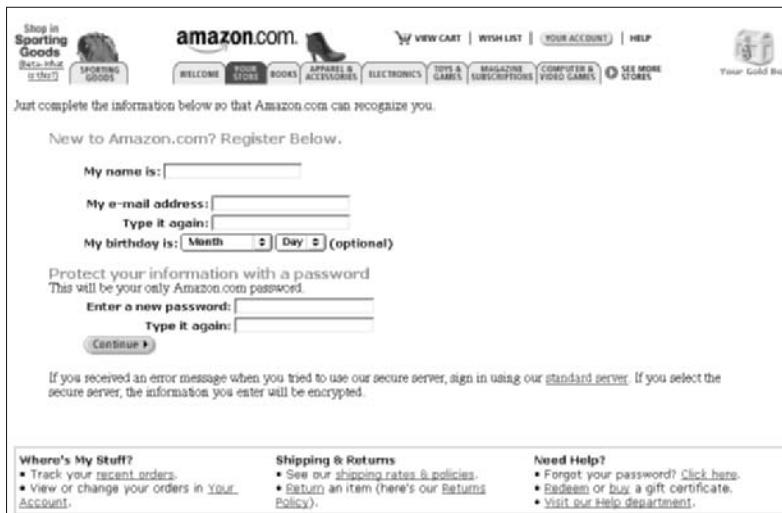 Shop in
Sporting
Goods
(Beta-What
is this?)
SPORTING
GOODS
amazon.com.
VIEW CART | WISH LIST | YOUR ACCOUNT | HELP
WELCOME
YOUR
STORE
BOOKS
APPAREL &
ACCESSORIES
ELECTRONICS
TOYS &
GAMES
MAGAZINE
SUBSCRIPTIONS
COMPUTER &
VIDEO GAMES
SEE MORE
STORES
Your Gold Bo
Just complete the information below so that Amazon.com can recognize you.
New to Amazon.com? Register Below.
My name is:
My e-mail address:
Type it again:
My birthday is: Month Day (optional)
Protect your information with a password
This will be your only Amazon.com password.
Enter a new password:
Type it again:
Continue
If you received an error message when you tried to use our secure server, sign in using our standard server. If you select the
secure server, the information you enter will be encrypted.
Where's My Stuff?
• Track your recent orders.
• View or change your orders in Your
Account.
Shipping & Returns
• See our shipping rates & policies.
• Return an item (here's our Returns
Policy).
Need Help?
• Forgot your password? Click here.
• Redeem or buy a gift certificate.
• Visit our Help department.